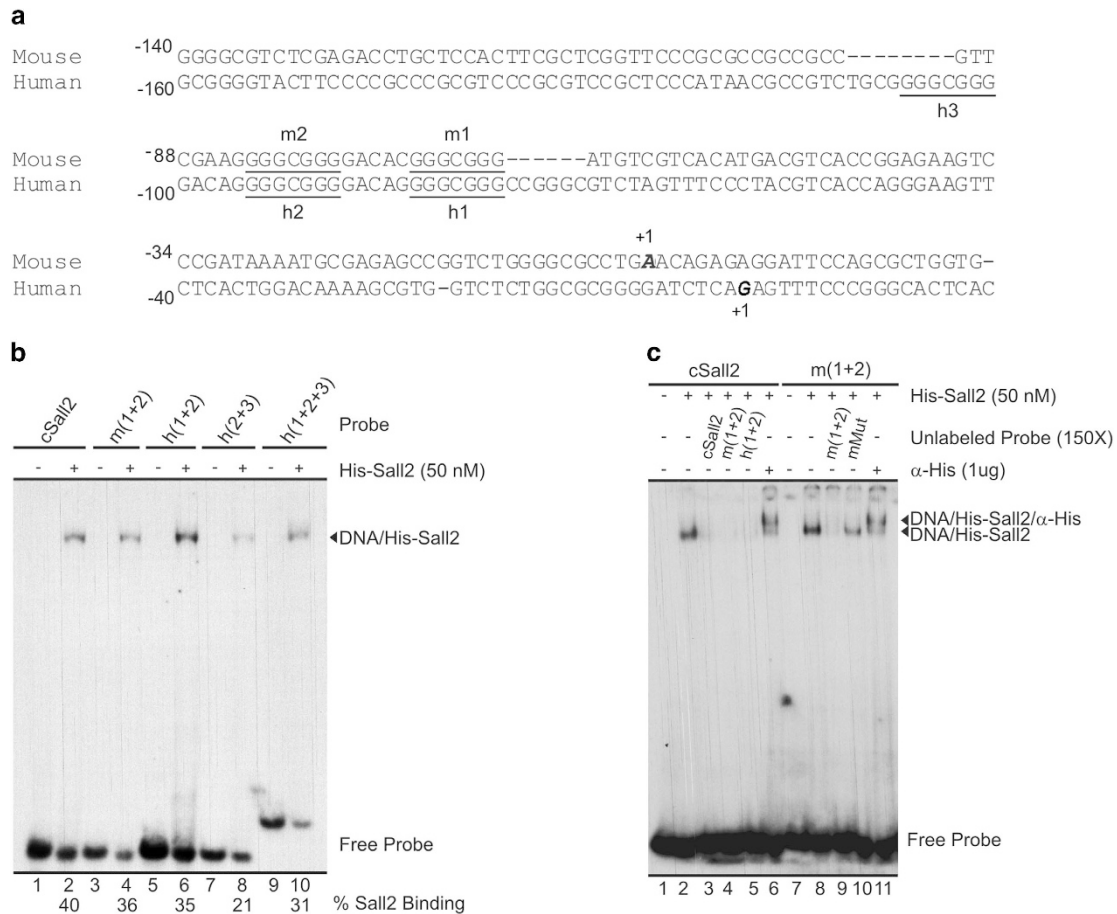 a
Mouse -140 GGGGCGTCTCGAGACCTGCTCCACTTCGCTCGGTTCCCGCGCCGCCGCC--------GTT
Human -160 GCGGGGTACTTCCCCGCCCGCGTCCCGCGTCCGCTCCCATAACGCCGTCTGCGGGGCGGG
h3
m2 m1
Mouse -88 CGAAGGGGCGGGGACACGGGCGGG------ATGTCGTCACATGACGTCACCGGAGAAGTC
Human -100 GACAGGGGCGGGGACAGGGGCGGGCCGGGCGTCTAGTTTCCCTACGTCACCAGGGAAGTT
h2 h1
+1
Mouse -34 CCGATAAAATGCGAGAGCCGGTCTGGGGCGCCTGAACAGAGAGGATTCCAGCGCTGGTG-
Human -40 CTCACTGGACAAAAGCGTG-GTCTCTGGCGCGGGGATCTCAGAGTTTCCCGGGCACTCAC
+1
b
cSall2 m(1+2) h(1+2) h(2+3) h(1+2+3) Probe
- + - + - + - + - + His-Sall2 (50 nM)
DNA/His-Sall2
Free Probe
1 2 3 4 5 6 7 8 9 10
40 36 35 21 31 % Sall2 Binding
c
cSall2 m(1+2)
- + + + + + - + + + + His-Sall2 (50 nM)
- - cSall2 m(1+2) h(1+2) - - - m(1+2) mMut - Unlabeled Probe (150X)
- - - - - + - - - - + α-His (1ug)
DNA/His-Sall2/α-His
DNA/His-Sall2
Free Probe
1 2 3 4 5 6 7 8 9 10 11